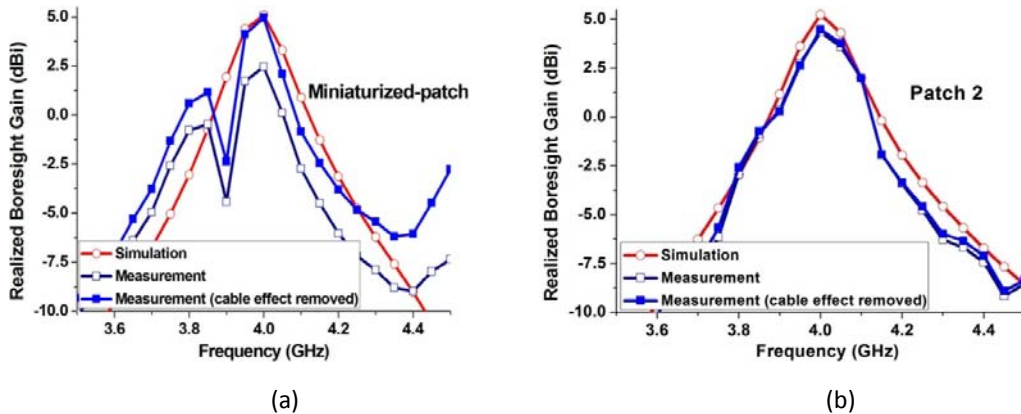 Realized Boresight Gain (dBi)
5.0
2.5
0.0
-2.5
-5.0
-7.5
-10.0
Miniaturized-patch
Simulation
Measurement
Measurement (cable effect removed)
3.6 3.8 4.0 4.2 4.4
Frequency (GHz)
(a)
Realized Boresight Gain (dBi)
5.0
2.5
0.0
-2.5
-5.0
-7.5
-10.0
Patch 2
Simulation
Measurement
Measurement (cable effect removed)
3.6 3.8 4.0 4.2 4.4
Frequency (GHz)
(b)